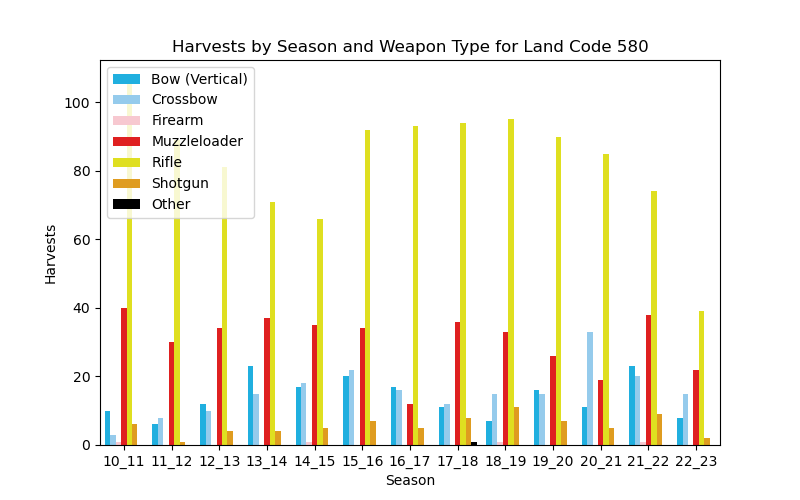 Harvests by Season and Weapon Type for Land Code 580
Bow (Vertical)
Crossbow
Firearm
Muzzleloader
Rifle
Shotgun
Other
100
80
60
40
20
0
Harvests
10_11 11_12 12_13 13_14 14_15 15_16 16_17 17_18 18_19 19_20 20_21 21_22 22_23
Season